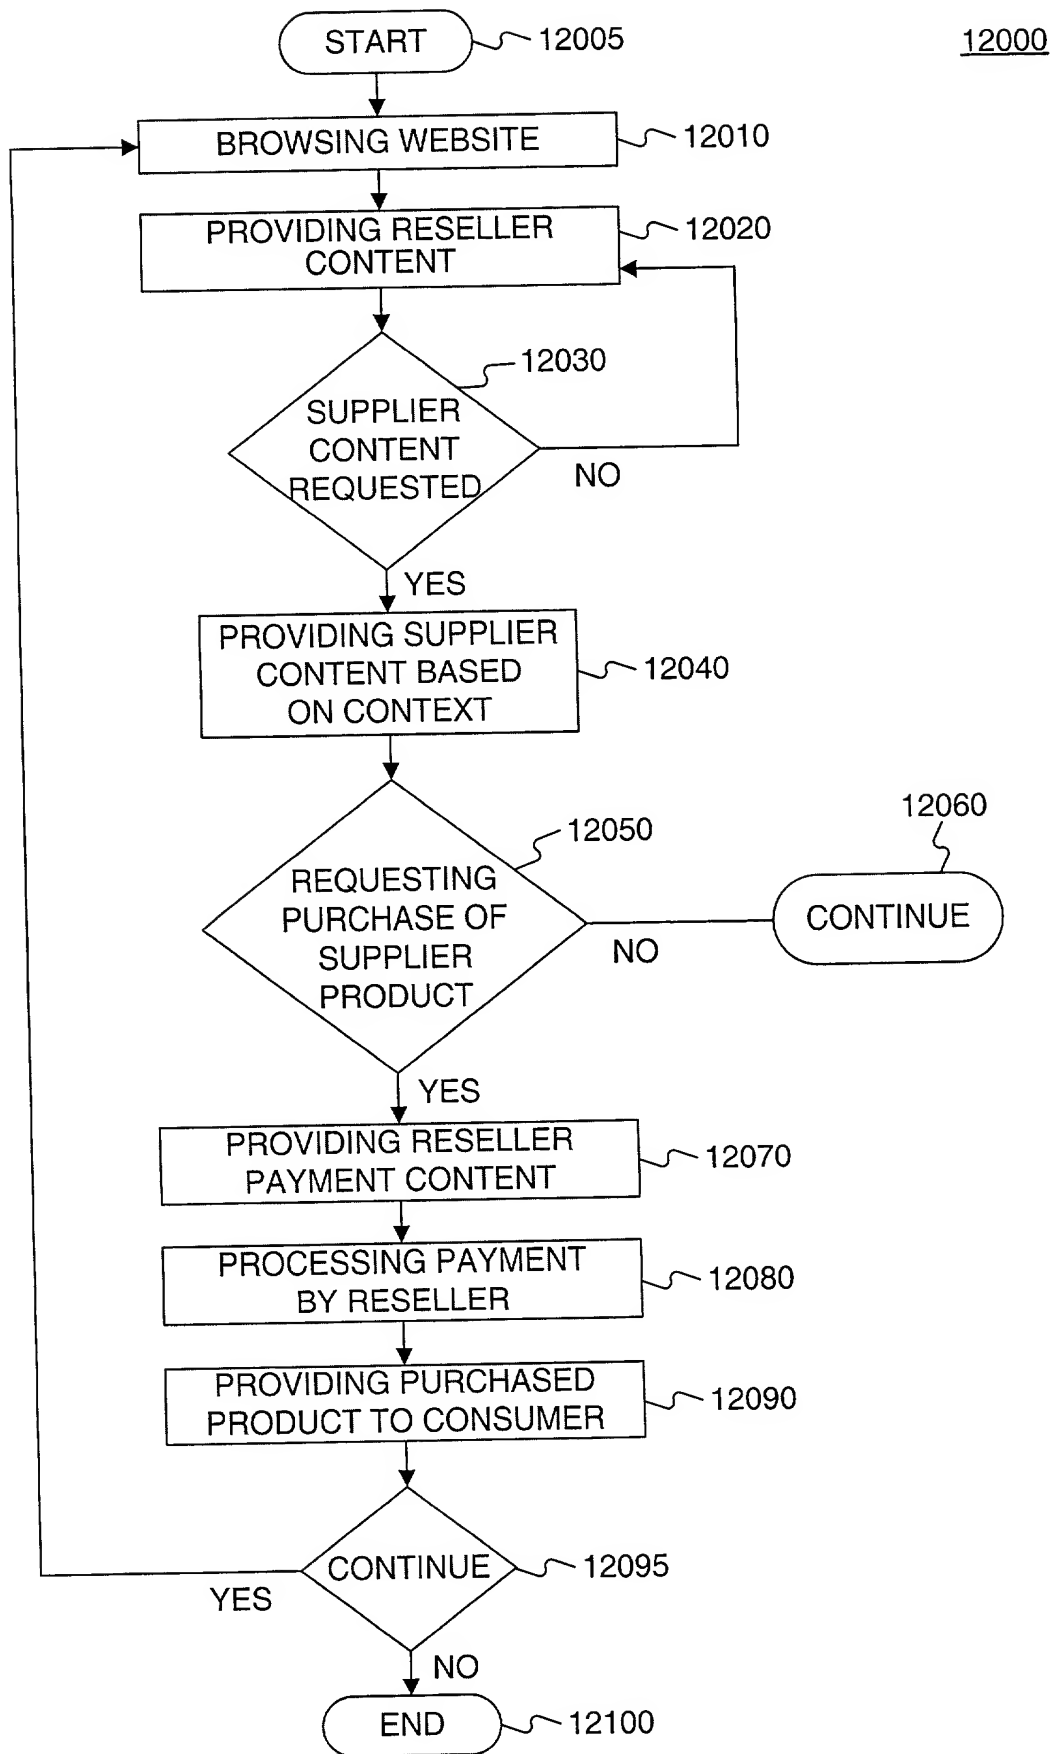 START
12005
12000
BROWSING WEBSITE
12010
PROVIDING RESELLER
CONTENT
12020
12030
SUPPLIER
CONTENT
REQUESTED
NO
YES
PROVIDING SUPPLIER
CONTENT BASED
ON CONTEXT
12040
12050
REQUESTING
PURCHASE OF
SUPPLIER
PRODUCT
NO
12060
CONTINUE
YES
PROVIDING RESELLER
PAYMENT CONTENT
12070
PROCESSING PAYMENT
BY RESELLER
12080
PROVIDING PURCHASED
PRODUCT TO CONSUMER
12090
CONTINUE
12095
YES
NO
END
12100